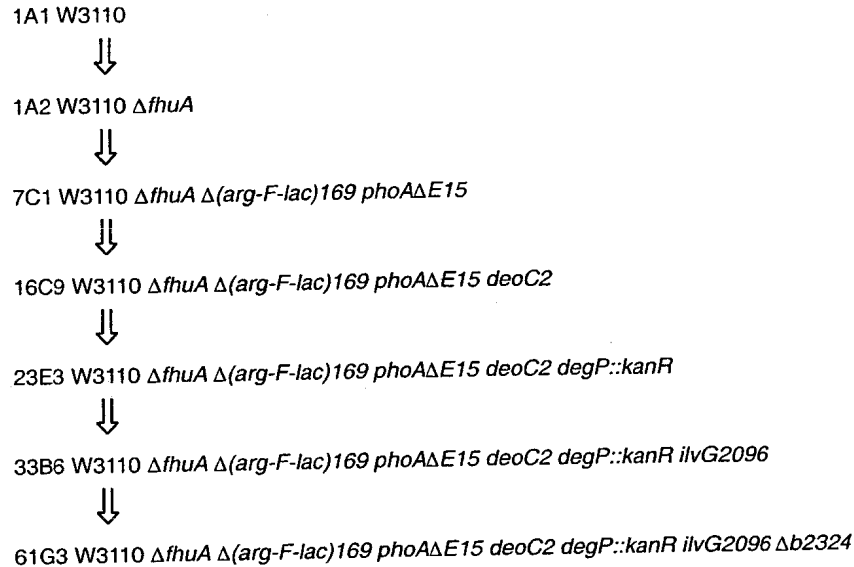 1A1 W3110
1A2 W3110 ΔfhuA
7C1 W3110 ΔfhuA Δ(arg-F-lac)169 phoAΔE15
16C9 W3110 ΔfhuA Δ(arg-F-lac)169 phoAΔE15 deoC2
23E3 W3110 ΔfhuA Δ(arg-F-lac)169 phoAΔE15 deoC2 degP::kanR
33B6 W3110 ΔfhuA Δ(arg-F-lac)169 phoAΔE15 deoC2 degP::kanR ilvG2096
61G3 W3110 ΔfhuA Δ(arg-F-lac)169 phoAΔE15 deoC2 degP::kanR ilvG2096 Δb2324